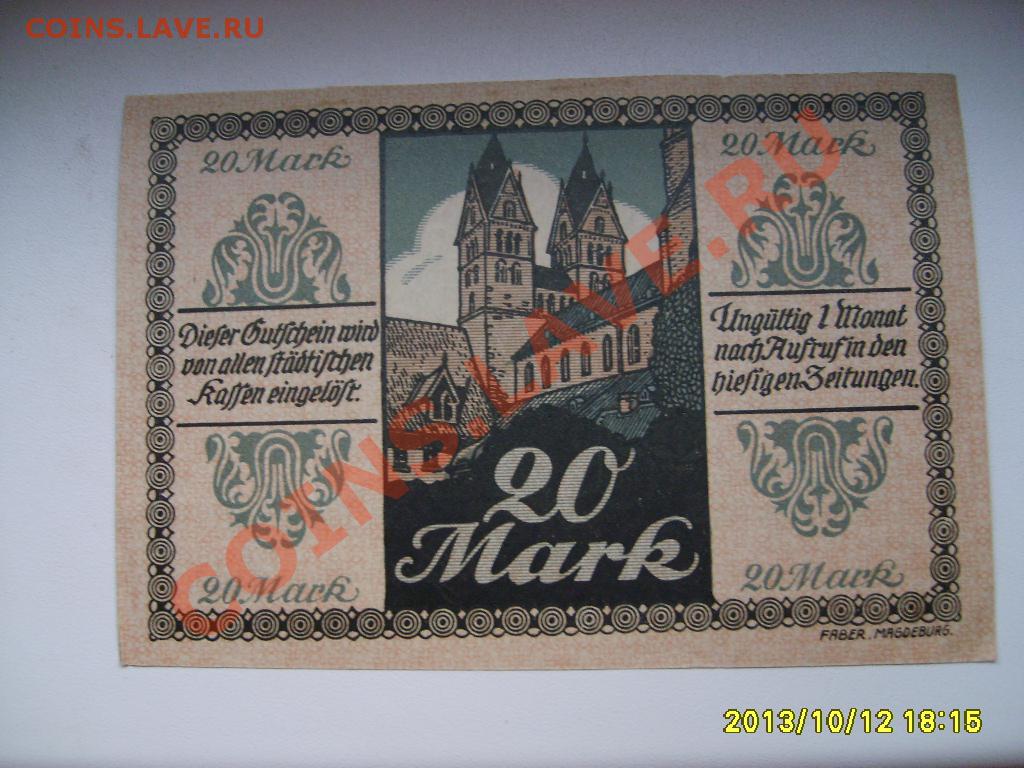 COINS.LAVE.RU
20 Mark
20 Mark
Dieser Gutschein wird
von allen städtischen
Kassen eingelöst.
Ungültig 1 Monat
nach Aufruf in den
hiesigen Zeitungen.
20
Mark
20 Mark
20 Mark
FABER. MAGDEBURG.
COINS.LAVE.RU
2013/10/12 18:15